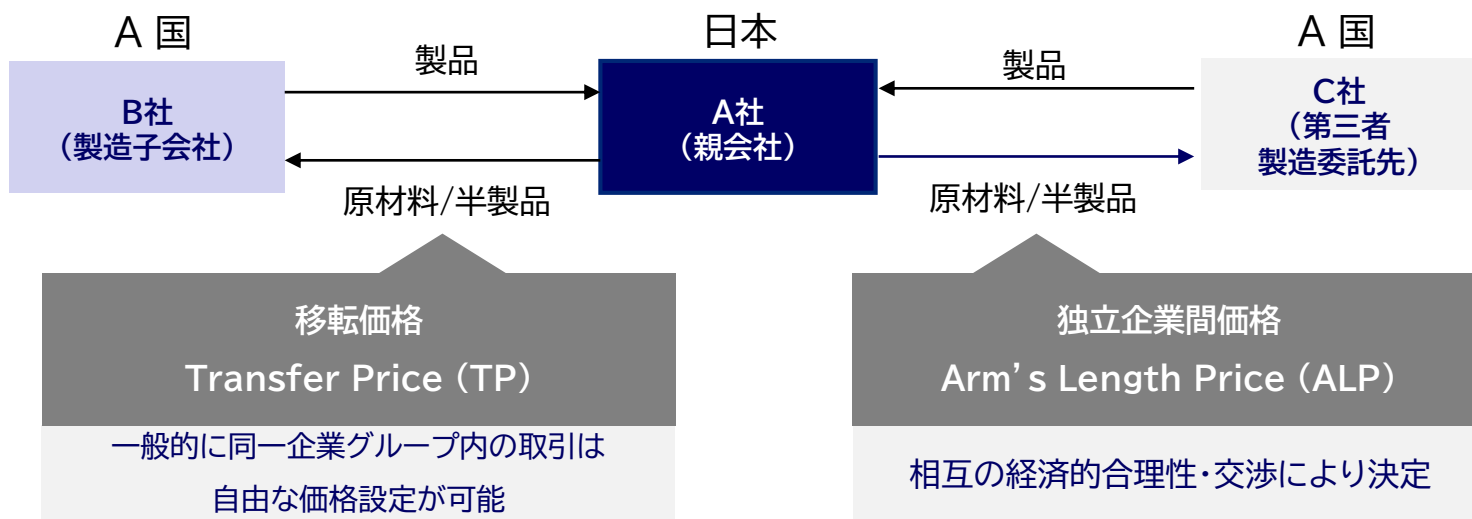 A 国
日本
A 国
製品
製品
B社
（製造子会社）
A社
（親会社）
C社
（第三者
製造委託先）
原材料/半製品
原材料/半製品
移転価格
Transfer Price (TP)
独立企業間価格
Arm’s Length Price (ALP)
一般的に同一企業グループ内の取引は
自由な価格設定が可能
相互の経済的合理性・交渉により決定